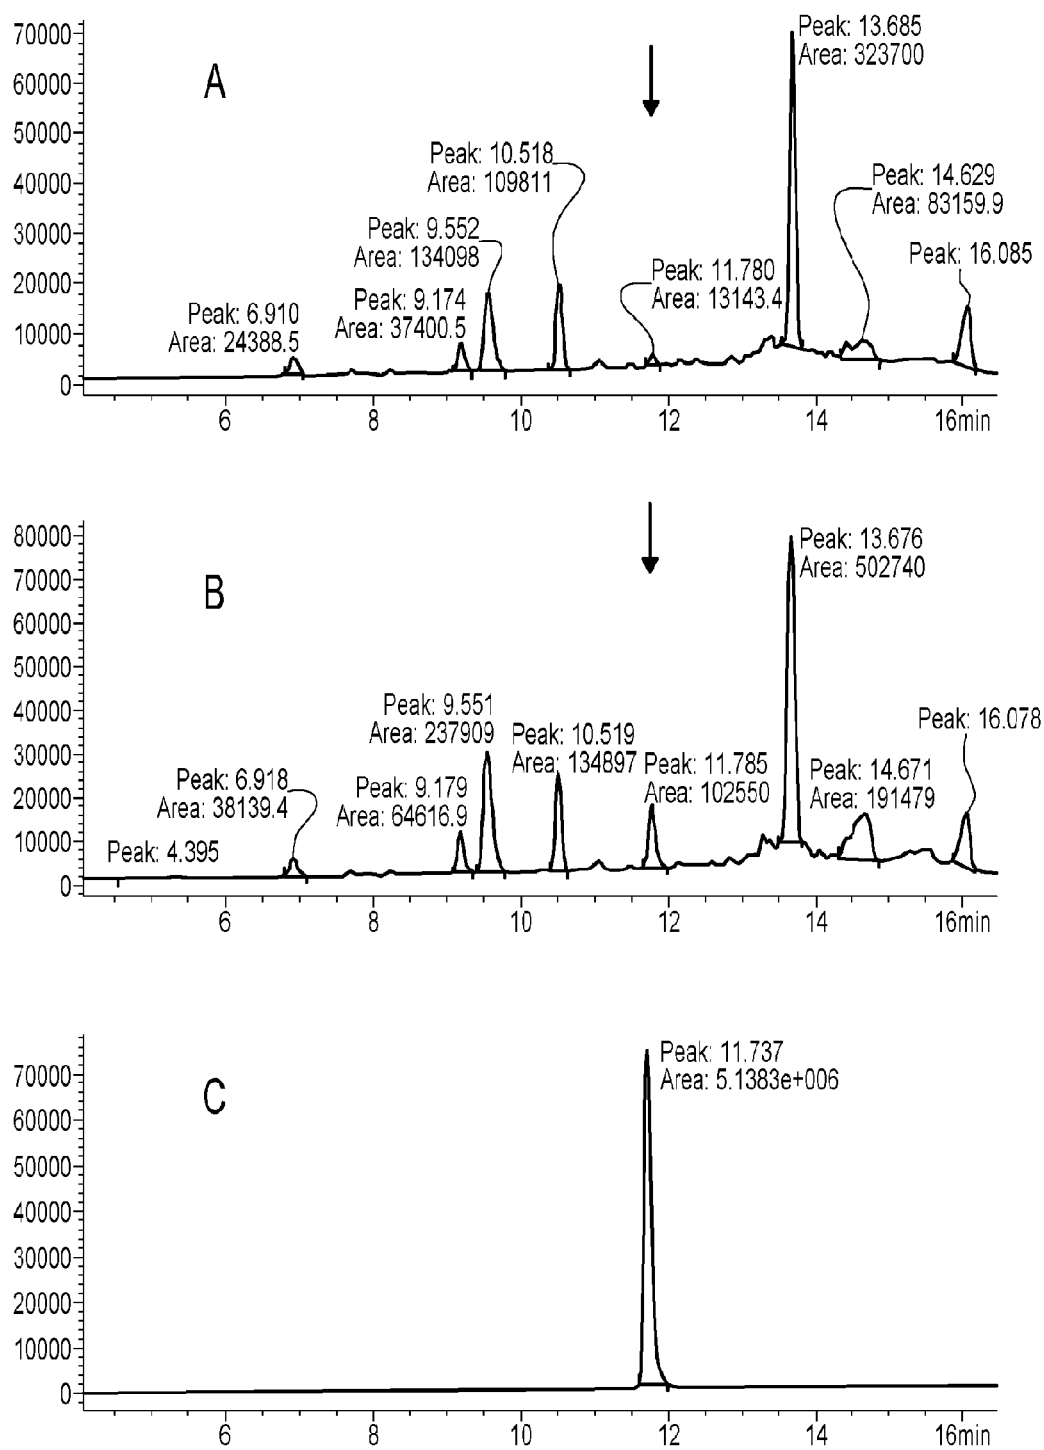 70000
60000
50000
40000
30000
20000
10000
0
A
Peak: 13.685
Area: 323700
Peak: 10.518
Area: 109811
Peak: 14.629
Area: 83159.9
Peak: 9.552
Area: 134098
Peak: 16.085
Peak: 11.780
Area: 13143.4
Peak: 9.174
Area: 37400.5
Peak: 6.910
Area: 24388.5
6 8 10 12 14 16min
80000
70000
60000
50000
40000
30000
20000
10000
0
B
Peak: 13.676
Area: 502740
Peak: 9.551
Area: 237909
Peak: 16.078
Peak: 10.519
Area: 134897
Peak: 11.785
Area: 102550
Peak: 14.671
Area: 191479
Peak: 6.918
Area: 38139.4
Peak: 9.179
Area: 64616.9
Peak: 4.395
6 8 10 12 14 16min
70000
60000
50000
40000
30000
20000
10000
0
C
Peak: 11.737
Area: 5.1383e+006
6 8 10 12 14 16min